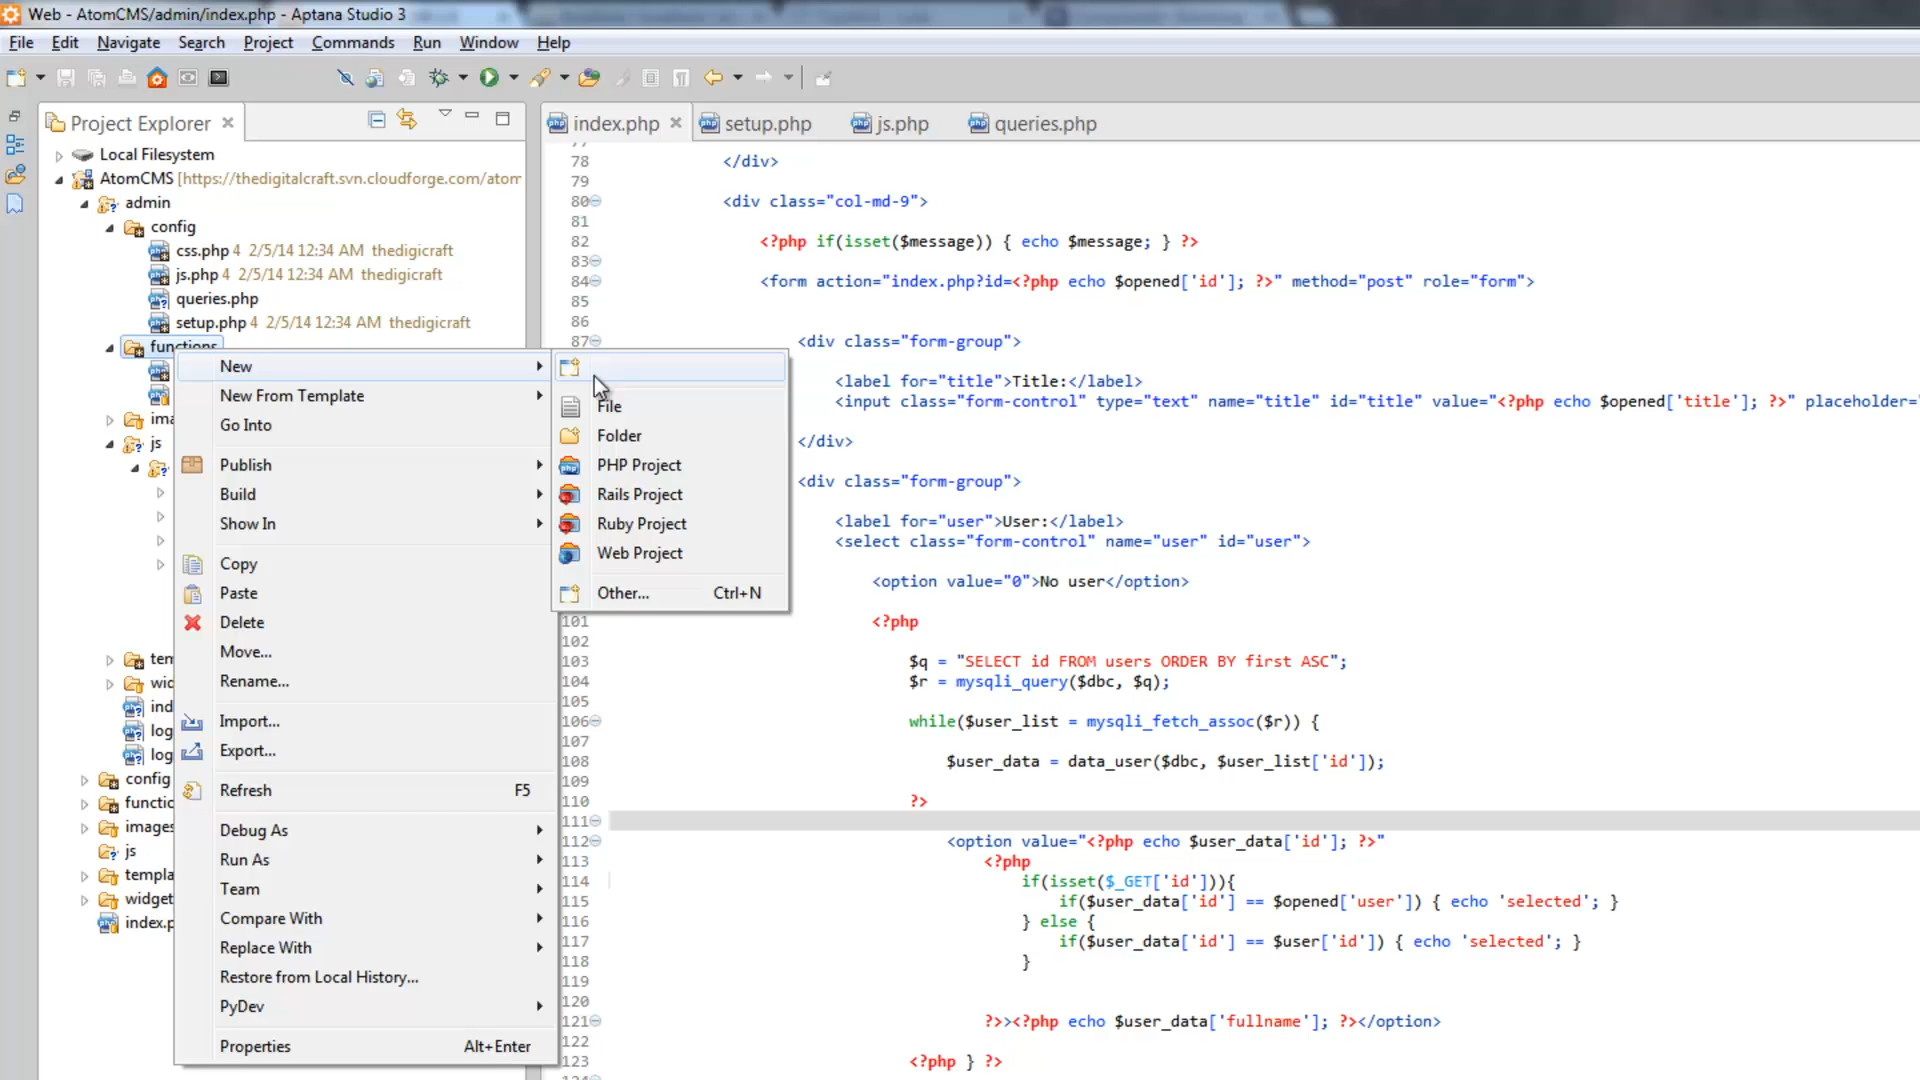 Web - AtomCMS/admin/index.php - Aptana Studio 3
File Edit Navigate Search Project Commands Run Window Help
Project Explorer
index.php
setup.php
js.php
queries.php
Local Filesystem
AtomCMS [https://thedigitalcraft.svn.cloudforge.com/atom
admin
config
css.php 4 2/5/14 12:34 AM thedigicraft
js.php 4 2/5/14 12:34 AM thedigicraft
queries.php
setup.php 4 2/5/14 12:34 AM thedigicraft
functions
ima
js
tem
wid
ind
log
log
config
functio
images
js
templa
widget
index.p
New
New From Template
Go Into
Publish
Build
Show In
Copy
Paste
Delete
Move...
Rename...
Import...
Export...
Refresh F5
Debug As
Run As
Team
Compare With
Replace With
Restore from Local History...
PyDev
Properties Alt+Enter
File
Folder
PHP Project
Rails Project
Ruby Project
Web Project
Other... Ctrl+N
78 </div>
79
80 <div class="col-md-9">
81
82 <?php if(isset($message)) { echo $message; } ?>
83
84 <form action="index.php?id=<?php echo $opened['id']; ?>" method="post" role="form">
85
86
87 <div class="form-group">
<label for="title">Title:</label>
<input class="form-control" type="text" name="title" id="title" value="<?php echo $opened['title']; ?>" placeholder="
</div>
<div class="form-group">
<label for="user">User:</label>
<select class="form-control" name="user" id="user">
<option value="0">No user</option>
101 <?php
102
103 $q = "SELECT id FROM users ORDER BY first ASC";
104 $r = mysqli_query($dbc, $q);
105
106 while($user_list = mysqli_fetch_assoc($r)) {
107
108 $user_data = data_user($dbc, $user_list['id']);
109
110 ?>
111
112 <option value="<?php echo $user_data['id']; ?>"
113 <?php
114 if(isset($_GET['id'])){
115 if($user_data['id'] == $opened['user']) { echo 'selected'; }
116 } else {
117 if($user_data['id'] == $user['id']) { echo 'selected'; }
118 }
119
120
121 ?>><?php echo $user_data['fullname']; ?></option>
122
123 <?php } ?>